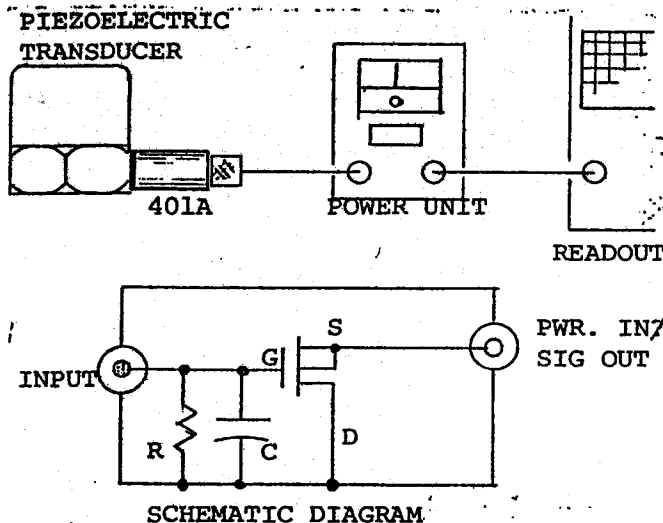 PIEZOELECTRIC
TRANSDUCER
401A
POWER UNIT
READOUT
S
PWR. IN/
SIG OUT
G
INPUT
R
C
D
SCHEMATIC DIAGRAM